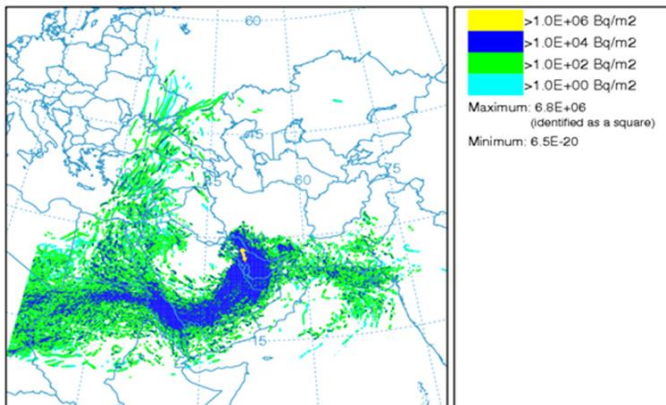 60
45
45
75
60
15
>1.0E+06 Bq/m2
>1.0E+04 Bq/m2
>1.0E+02 Bq/m2
>1.0E+00 Bq/m2
Maximum: 6.8E+06
(identified as a square)
Minimum: 6.5E-20